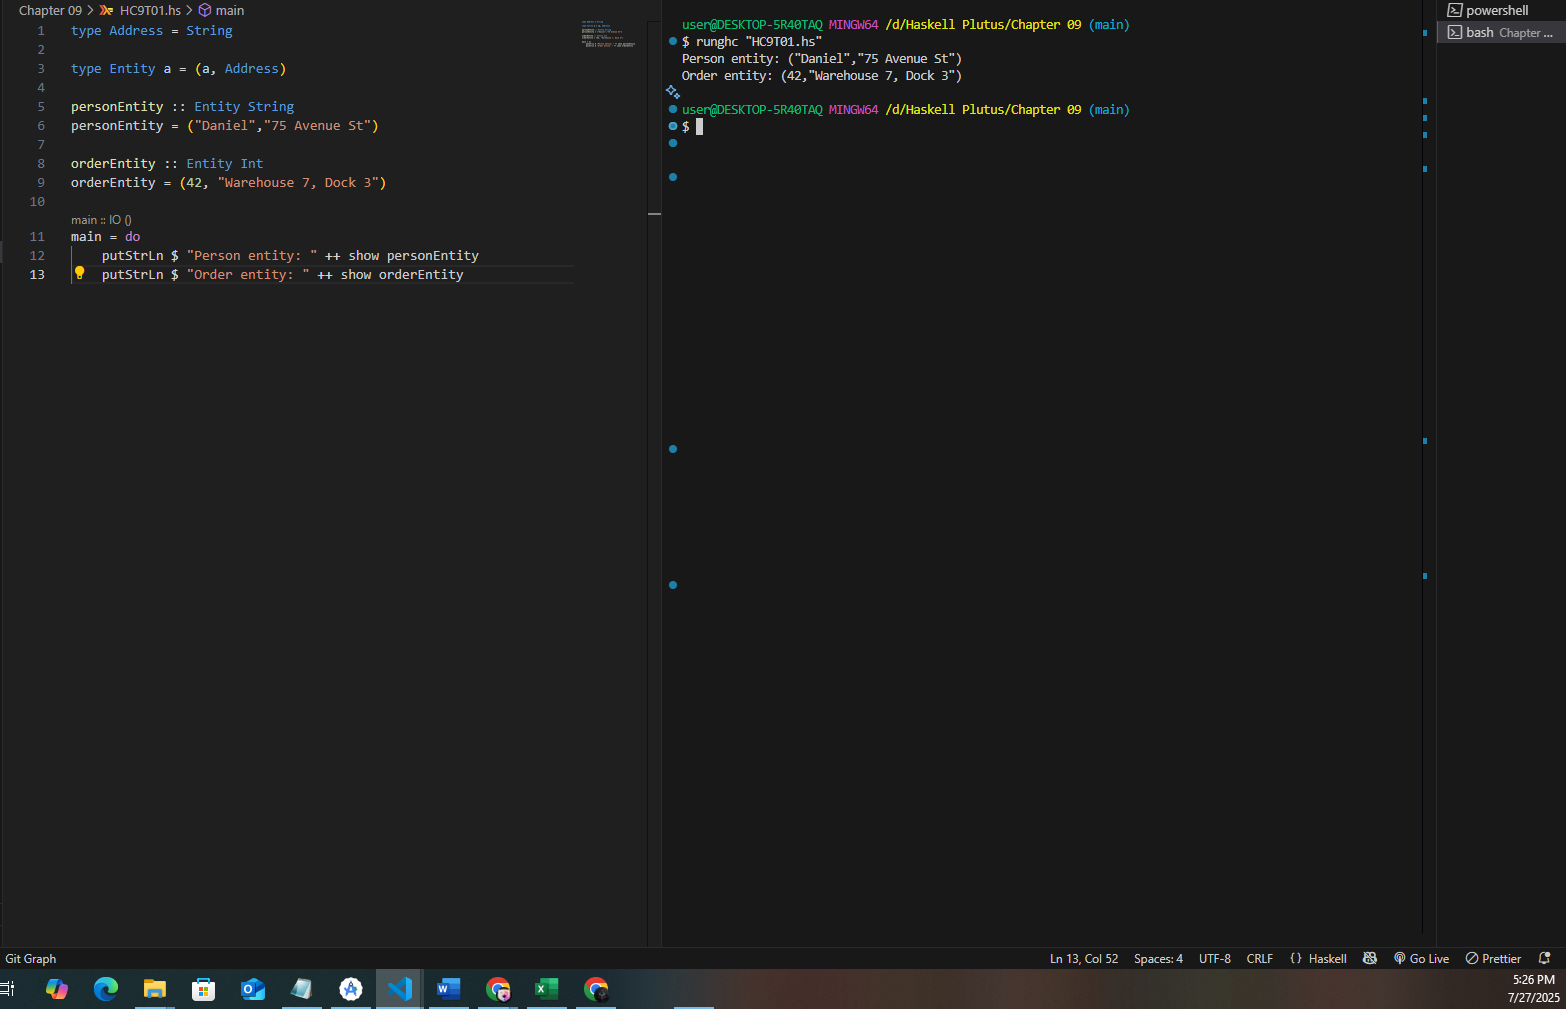 Chapter 09 > HC9T01.hs > main
1 type Address = String
2
3 type Entity a = (a, Address)
4
5 personEntity :: Entity String
6 personEntity = ("Daniel","75 Avenue St")
7
8 orderEntity :: Entity Int
9 orderEntity = (42, "Warehouse 7, Dock 3")
10
main :: IO ()
11 main = do
12 putStrLn $ "Person entity: " ++ show personEntity
13 putStrLn $ "Order entity: " ++ show orderEntity
user@DESKTOP-5R40TAQ MINGW64 /d/Haskell Plutus/Chapter 09 (main)
$ runghc "HC9T01.hs"
Person entity: ("Daniel","75 Avenue St")
Order entity: (42,"Warehouse 7, Dock 3")
user@DESKTOP-5R40TAQ MINGW64 /d/Haskell Plutus/Chapter 09 (main)
$
powershell
bash Chapter ...
Git Graph
Ln 13, Col 52 Spaces: 4 UTF-8 CRLF {} Haskell Go Live Prettier
5:26 PM
7/27/2025